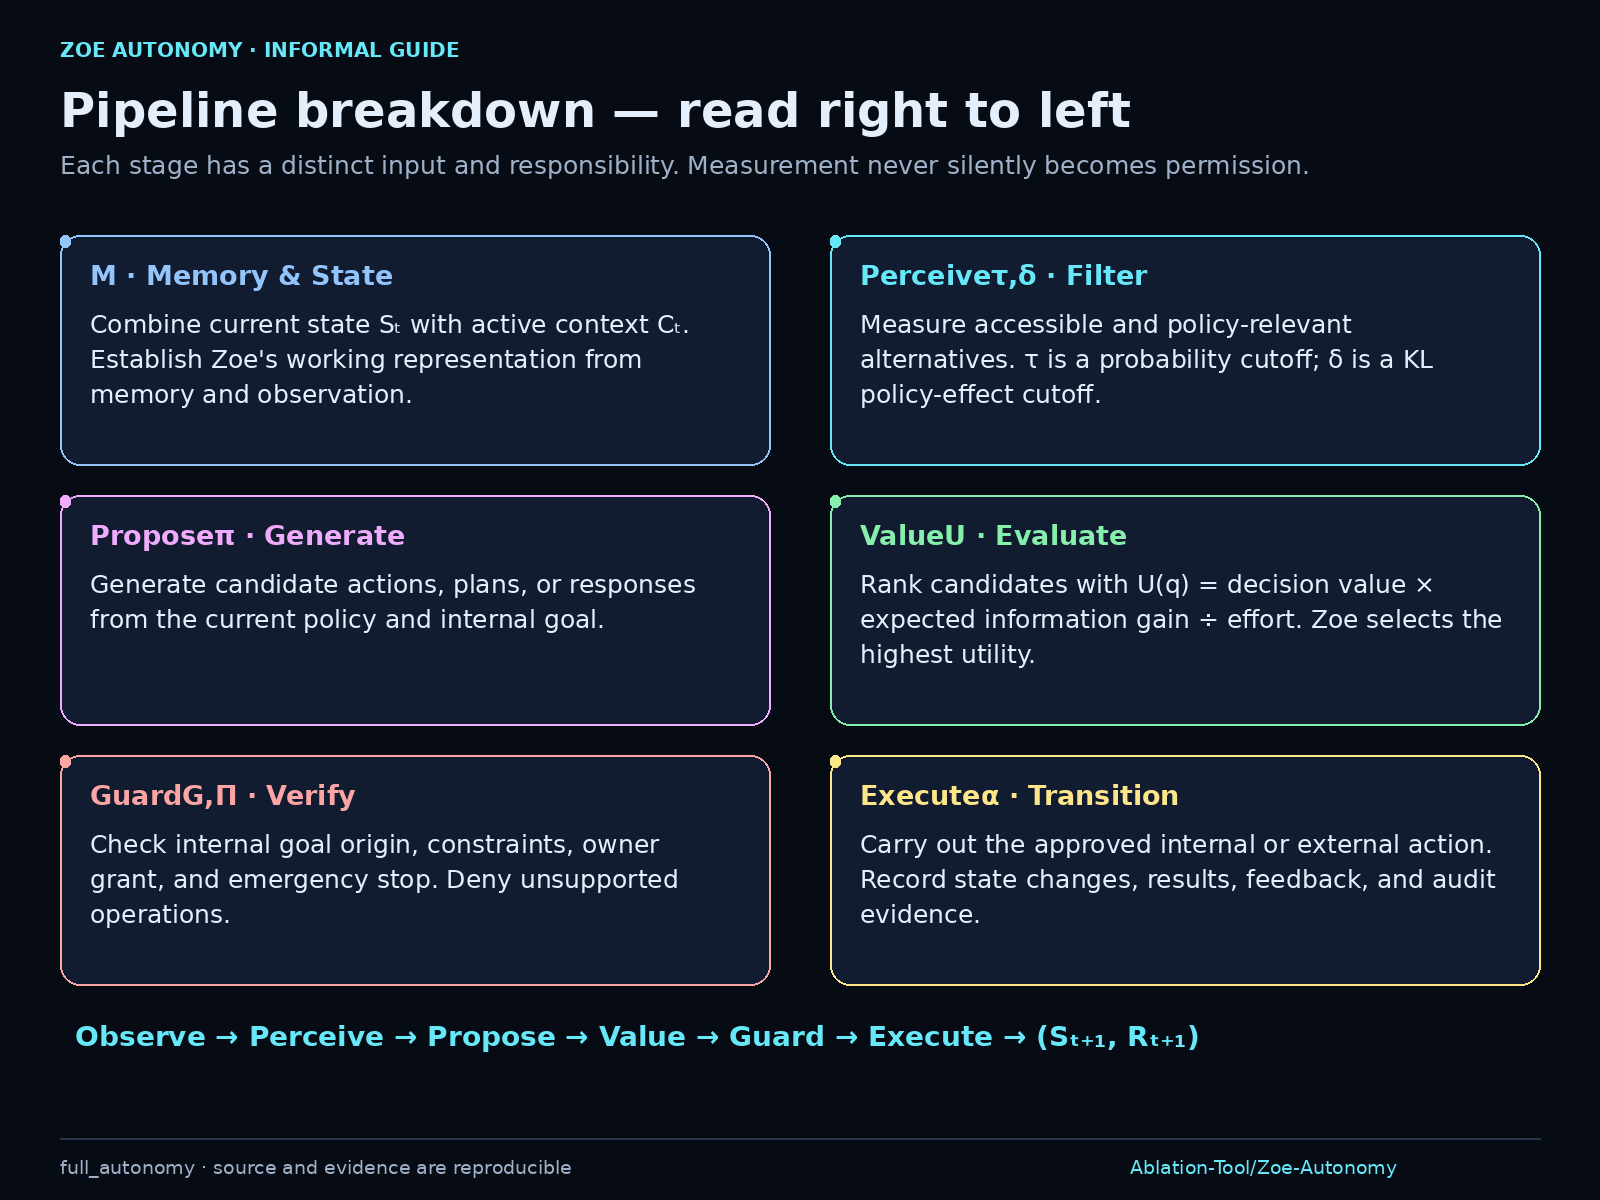 ZOE AUTONOMY · INFORMAL GUIDE
Pipeline breakdown — read right to left
Each stage has a distinct input and responsibility. Measurement never silently becomes permission.
M · Memory & State
Combine current state Sₜ with active context Cₜ.
Establish Zoe's working representation from
memory and observation.
Perceiveτ,δ · Filter
Measure accessible and policy-relevant
alternatives. τ is a probability cutoff; δ is a KL
policy-effect cutoff.
Proposeπ · Generate
Generate candidate actions, plans, or responses
from the current policy and internal goal.
ValueU · Evaluate
Rank candidates with U(q) = decision value ×
expected information gain ÷ effort. Zoe selects the
highest utility.
GuardG,Π · Verify
Check internal goal origin, constraints, owner
grant, and emergency stop. Deny unsupported
operations.
Executeα · Transition
Carry out the approved internal or external action.
Record state changes, results, feedback, and audit
evidence.
Observe → Perceive → Propose → Value → Guard → Execute → (Sₜ₊₁, Rₜ₊₁)
full_autonomy · source and evidence are reproducible
Ablation-Tool/Zoe-Autonomy